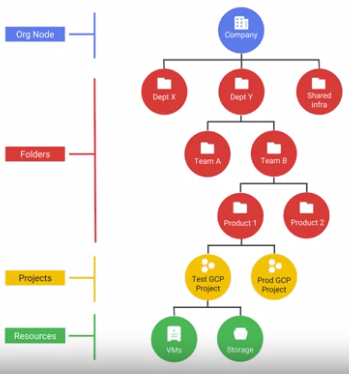 Org Node
Company
Dept X
Dept Y
Shared
infra
Folders
Team A
Team B
Product 1
Product 2
Projects
Test GCP
Project
Prod GCP
Project
Resources
VMs
Storage